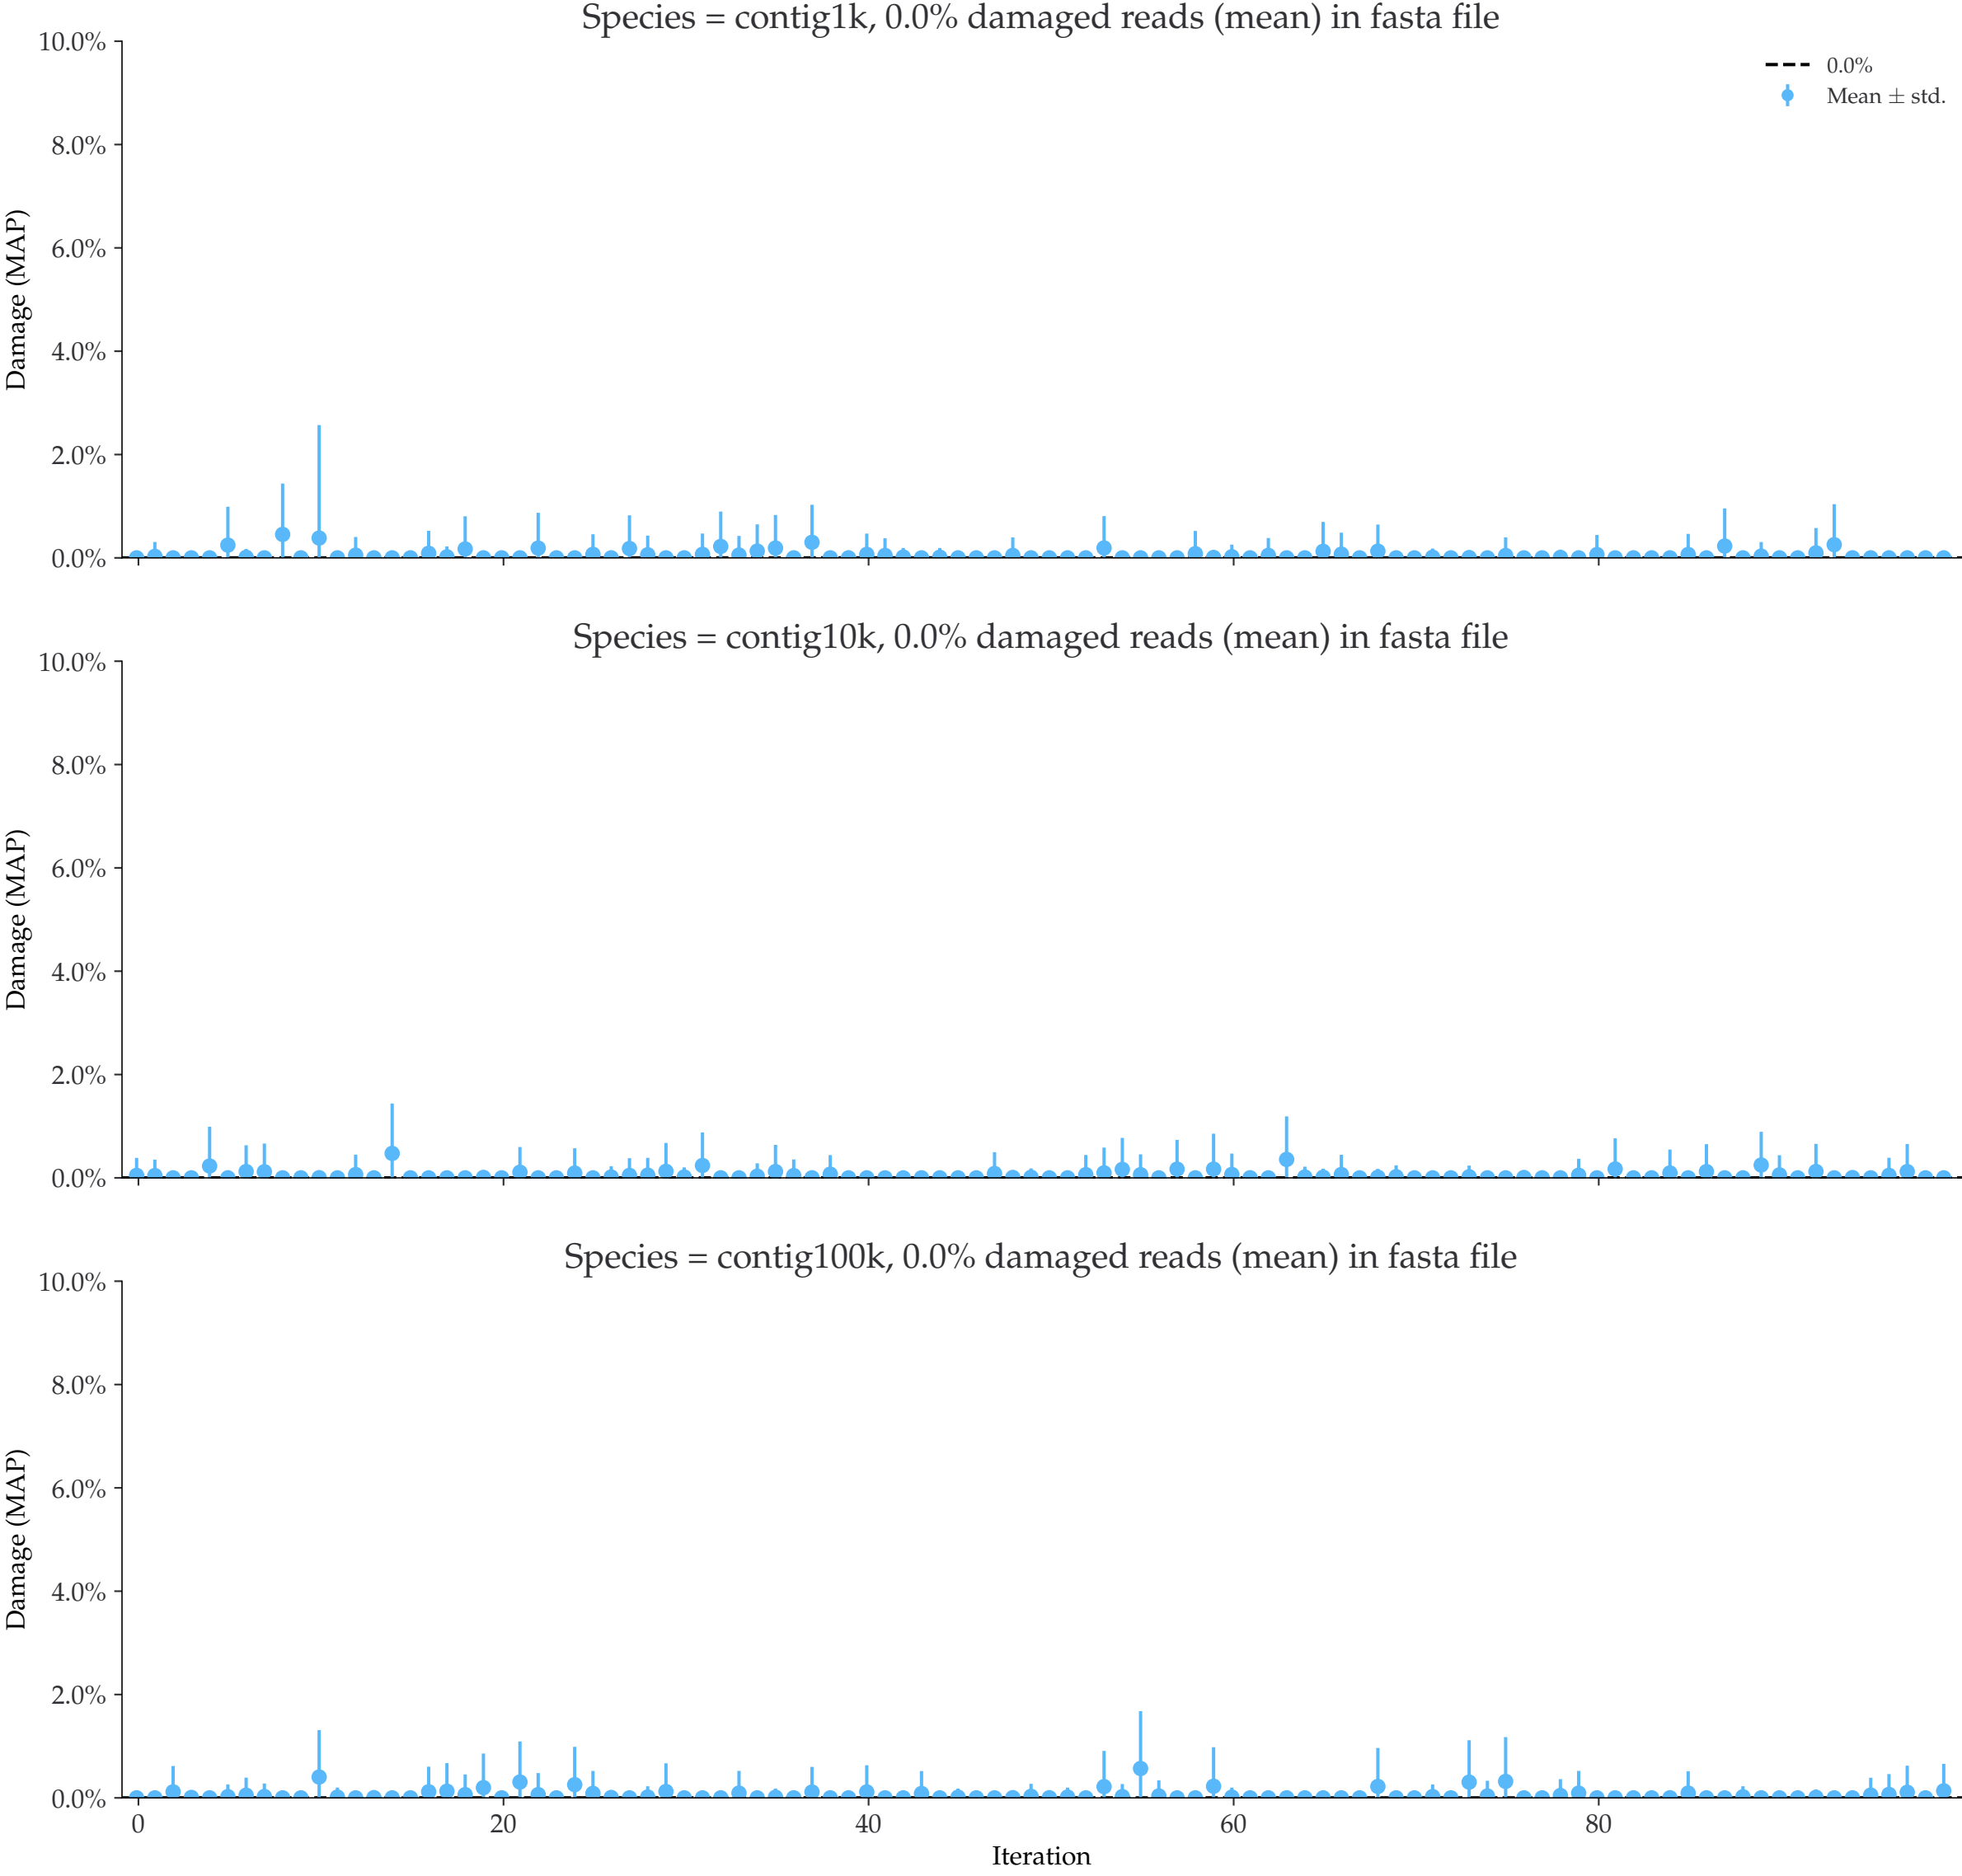 Species = contig1k, 0.0% damaged reads (mean) in fasta file
10.0%
8.0%
6.0%
4.0%
2.0%
0.0%
Damage (MAP)
0.0%
Mean ± std.
Species = contig10k, 0.0% damaged reads (mean) in fasta file
10.0%
8.0%
6.0%
4.0%
2.0%
0.0%
Damage (MAP)
Species = contig100k, 0.0% damaged reads (mean) in fasta file
10.0%
8.0%
6.0%
4.0%
2.0%
0.0%
Damage (MAP)
0 20 40 60 80
Iteration